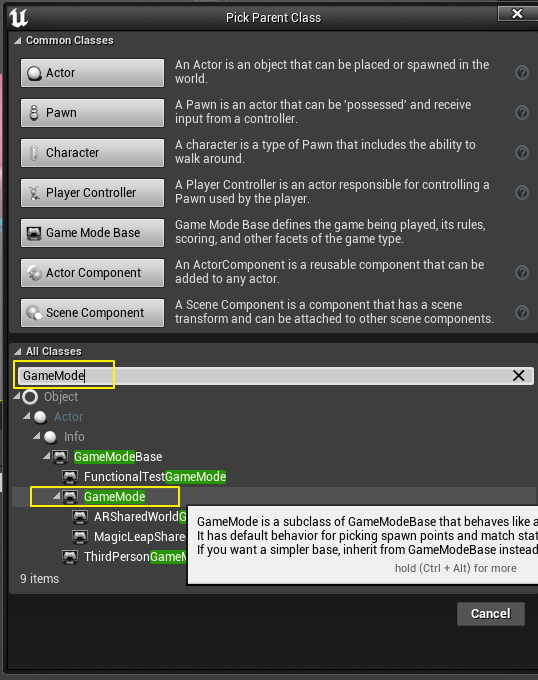 Pick Parent Class
Common Classes
Actor
An Actor is an object that can be placed or spawned in the
world.
Pawn
A Pawn is an actor that can be 'possessed' and receive
input from a controller.
Character
A character is a type of Pawn that includes the ability to
walk around.
Player Controller
A Player Controller is an actor responsible for controlling a
Pawn used by the player.
Game Mode Base
Game Mode Base defines the game being played, its rules,
scoring, and other facets of the game type.
Actor Component
An ActorComponent is a reusable component that can be
added to any actor.
Scene Component
A Scene Component is a component that has a scene
transform and can be attached to other scene components.
All Classes
GameMode
Object
Actor
Info
GameModeBase
FunctionalTestGameMode
GameMode
ARSharedWorldG
MagicLeapShare
ThirdPersonGameM
GameMode is a subclass of GameModeBase that behaves like a
It has default behavior for picking spawn points and match stat
If you want a simpler base, inherit from GameModeBase instead
hold (Ctrl + Alt) for more
9 items
Cancel